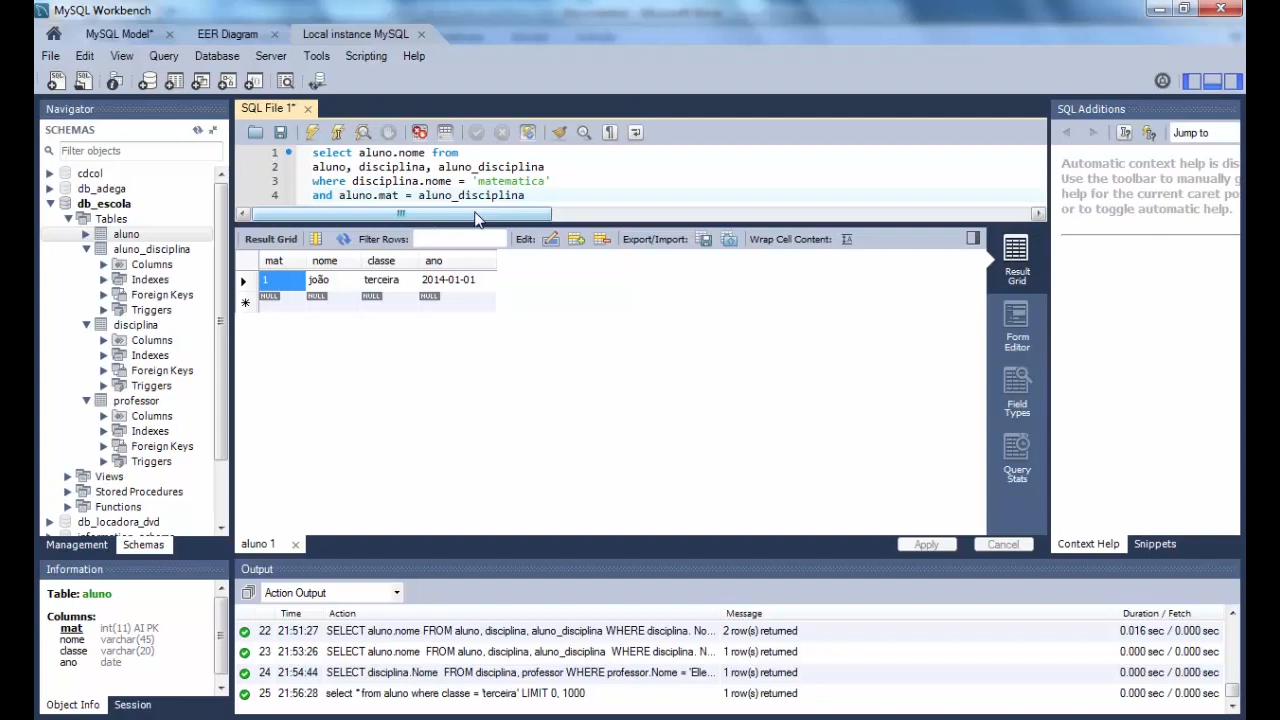 MySQL Workbench
MySQL Model* × EER Diagram × Local instance MySQL ×
File Edit View Query Database Server Tools Scripting Help
Navigator
SCHEMAS
Filter objects
cdcol
db_adega
db_escola
Tables
aluno
aluno_disciplina
Columns
Indexes
Foreign Keys
Triggers
disciplina
Columns
Indexes
Foreign Keys
Triggers
professor
Columns
Indexes
Foreign Keys
Triggers
Views
Stored Procedures
Functions
db_locadora_dvd
Management Schemas
Information
Table: aluno
Columns:
mat int(11) AI PK
nome varchar(45)
classe varchar(20)
ano date
Object Info Session
SQL File 1* ×
1 select aluno.nome from
2 aluno, disciplina, aluno_disciplina
3 where disciplina.nome = 'matematica'
4 and aluno.mat = aluno_disciplina
Result Grid Filter Rows: Edit: Export/Import: Wrap Cell Content:
mat nome classe ano
1 joão terceira 2014-01-01
NULL NULL NULL NULL
Result Grid
Form Editor
Field Types
Query Stats
aluno 1 × Apply Cancel
SQL Additions
Jump to
Automatic context help is dis
Use the toolbar to manually g
help for the current caret po
or to toggle automatic help.
Context Help Snippets
Output
Action Output
Time Action Message Duration / Fetch
22 21:51:27 SELECT aluno.nome FROM aluno, disciplina, aluno_disciplina WHERE disciplina. No... 2 row(s) returned 0.016 sec / 0.000 sec
23 21:53:26 SELECT aluno.nome FROM aluno, disciplina, aluno_disciplina WHERE disciplina. N... 1 row(s) returned 0.000 sec / 0.000 sec
24 21:54:44 SELECT disciplina.Nome FROM disciplina, professor WHERE professor.Nome = 'Elle... 1 row(s) returned 0.000 sec / 0.000 sec
25 21:56:28 select * from aluno where classe = 'terceira' LIMIT 0, 1000 1 row(s) returned 0.000 sec / 0.000 sec